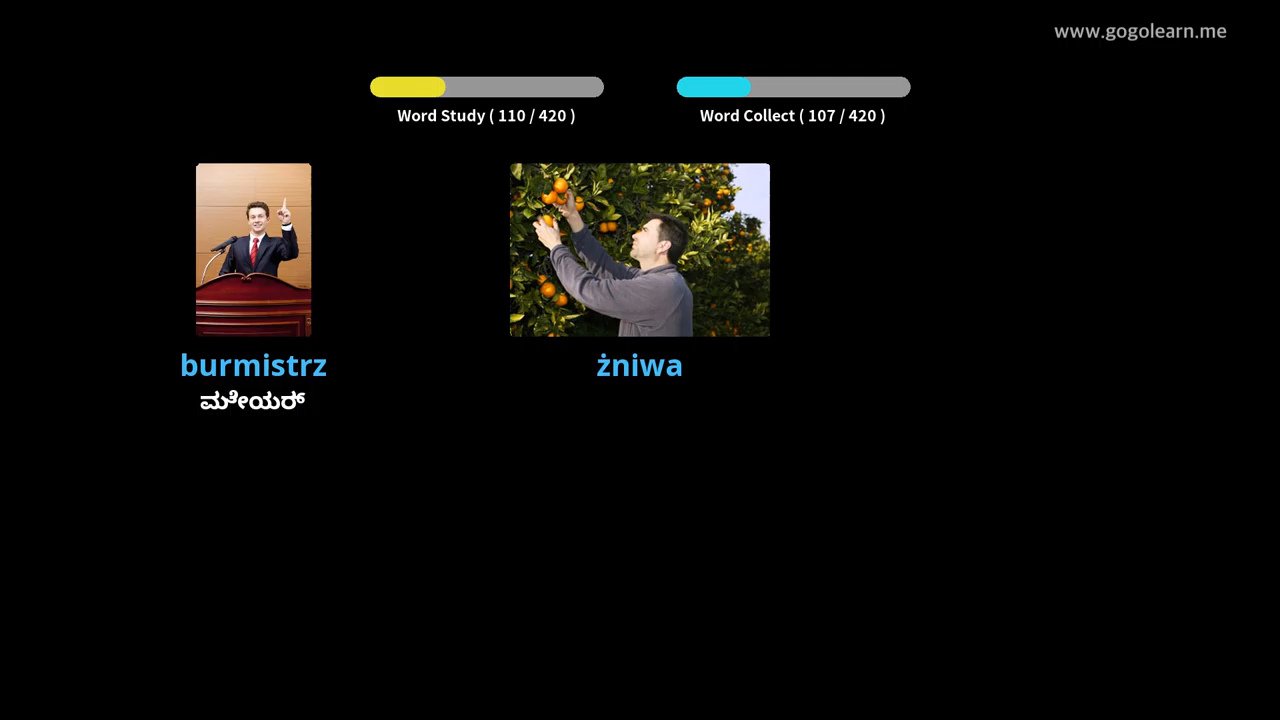 www.gogolearn.me
Word Study ( 110 / 420 )
Word Collect ( 107 / 420 )
burmistrz
żniwa
ಮೇಯರ್